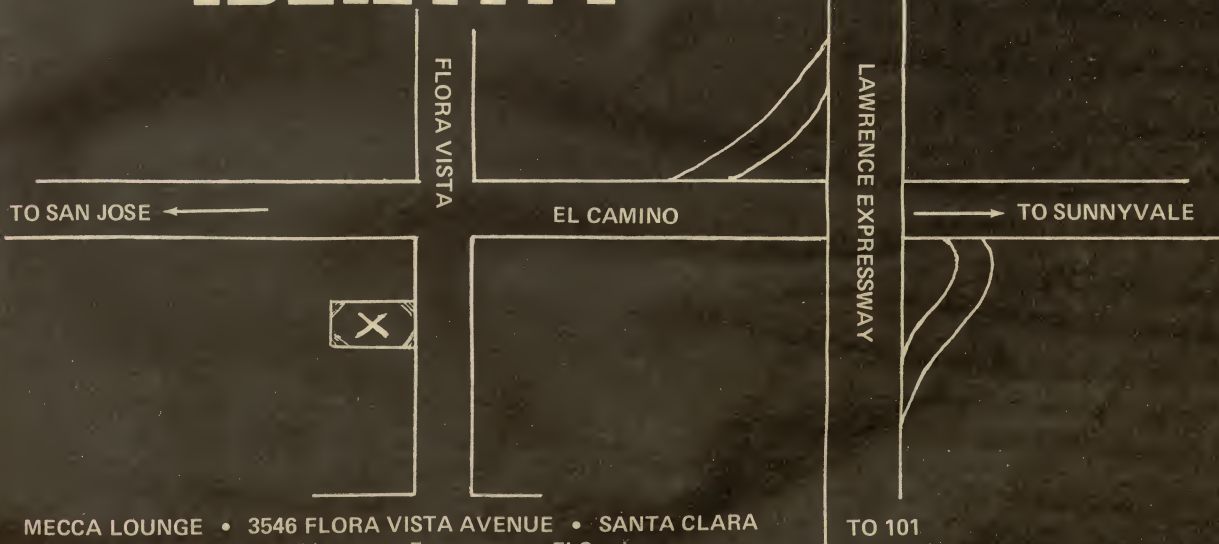 FLORA VISTA
LAWRENCE EXPRESSWAY
TO SAN JOSE
EL CAMINO
TO SUNNYVALE
X
MECCA LOUNGE • 3546 FLORA VISTA AVENUE • SANTA CLARA
TO 101